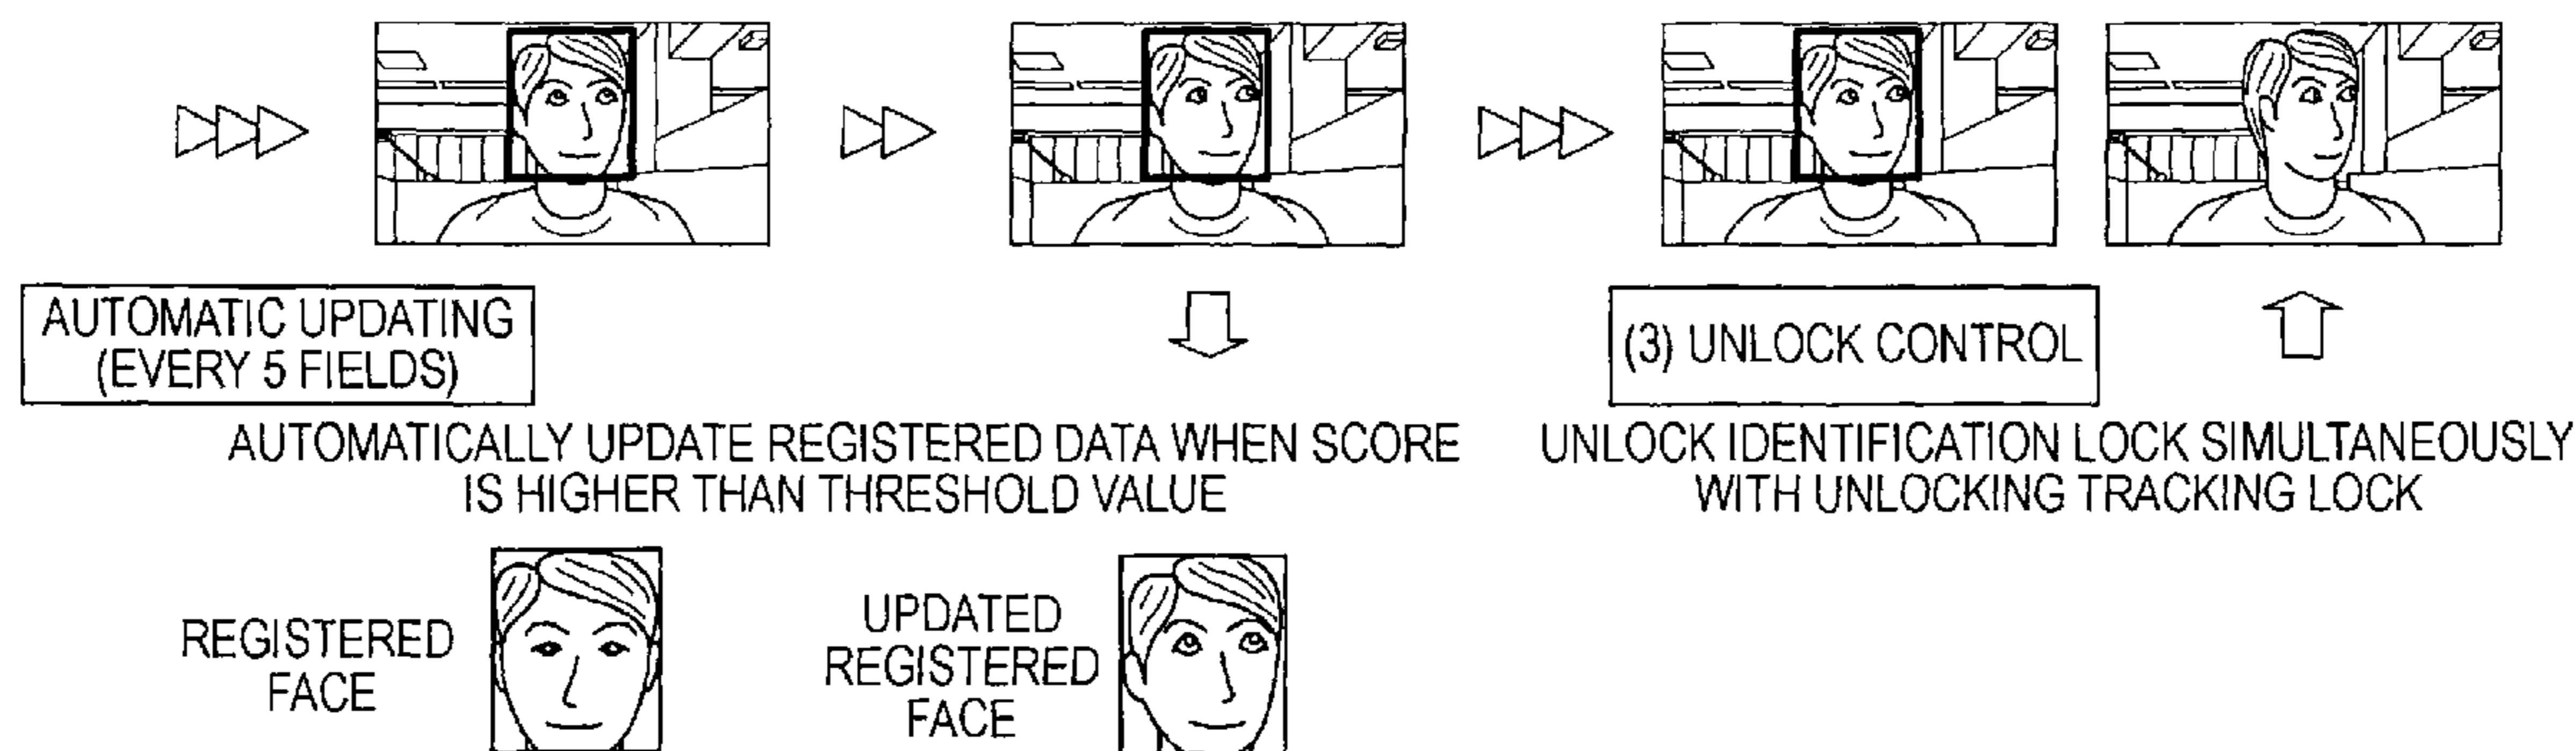 AUTOMATIC UPDATING
(EVERY 5 FIELDS)
AUTOMATICALLY UPDATE REGISTERED DATA WHEN SCORE
IS HIGHER THAN THRESHOLD VALUE
(3) UNLOCK CONTROL
UNLOCK IDENTIFICATION LOCK SIMULTANEOUSLY
WITH UNLOCKING TRACKING LOCK
REGISTERED
FACE
UPDATED
REGISTERED
FACE